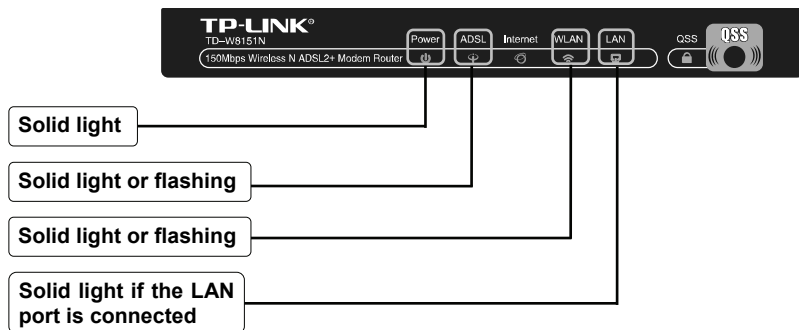 TP-LINK®
TD-W8151N
150Mbps Wireless N ADSL2+ Modem Router
Power ADSL Internet WLAN LAN QSS QSS
Solid light
Solid light or flashing
Solid light or flashing
Solid light if the LAN
port is connected